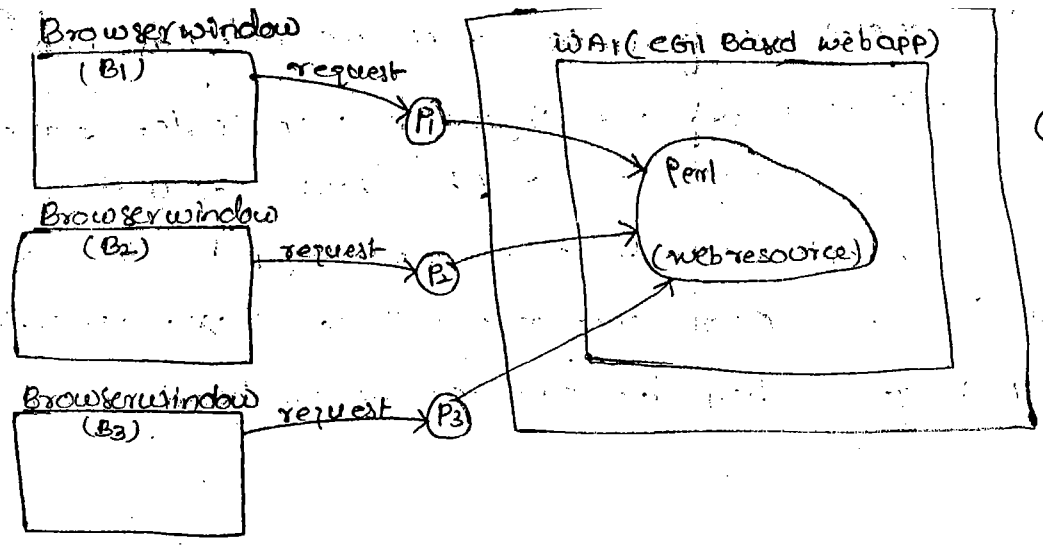 Browserwindow
(B1)
request
P1
WA1(CGI Based webapp)
Perl
(webresource)
Browserwindow
(B2)
request
P2
Browserwindow
(B3)
request
P3